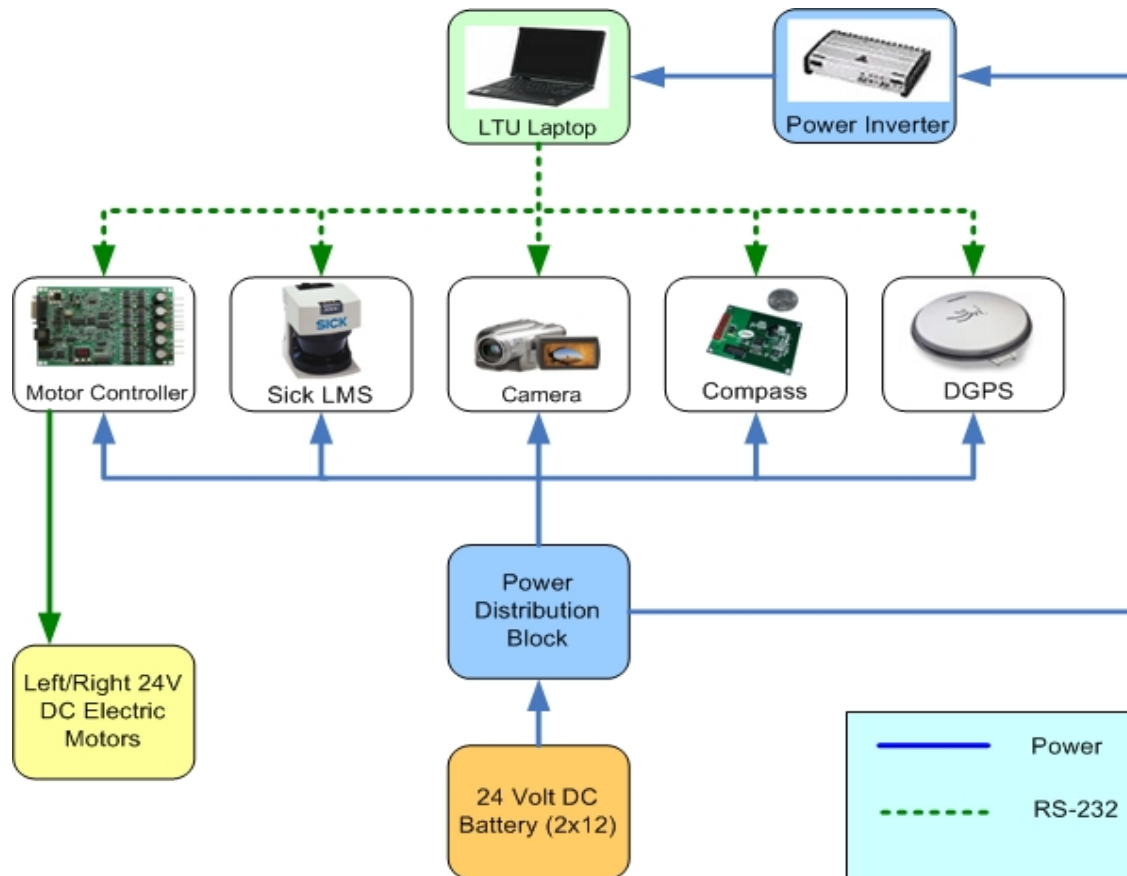 LTU Laptop
Power Inverter
SICK
Motor Controller
Sick LMS
Camera
Compass
DGPS
Power
Distribution
Block
Left/Right 24V
DC Electric
Motors
24 Volt DC
Battery (2x12)
Power
RS-232